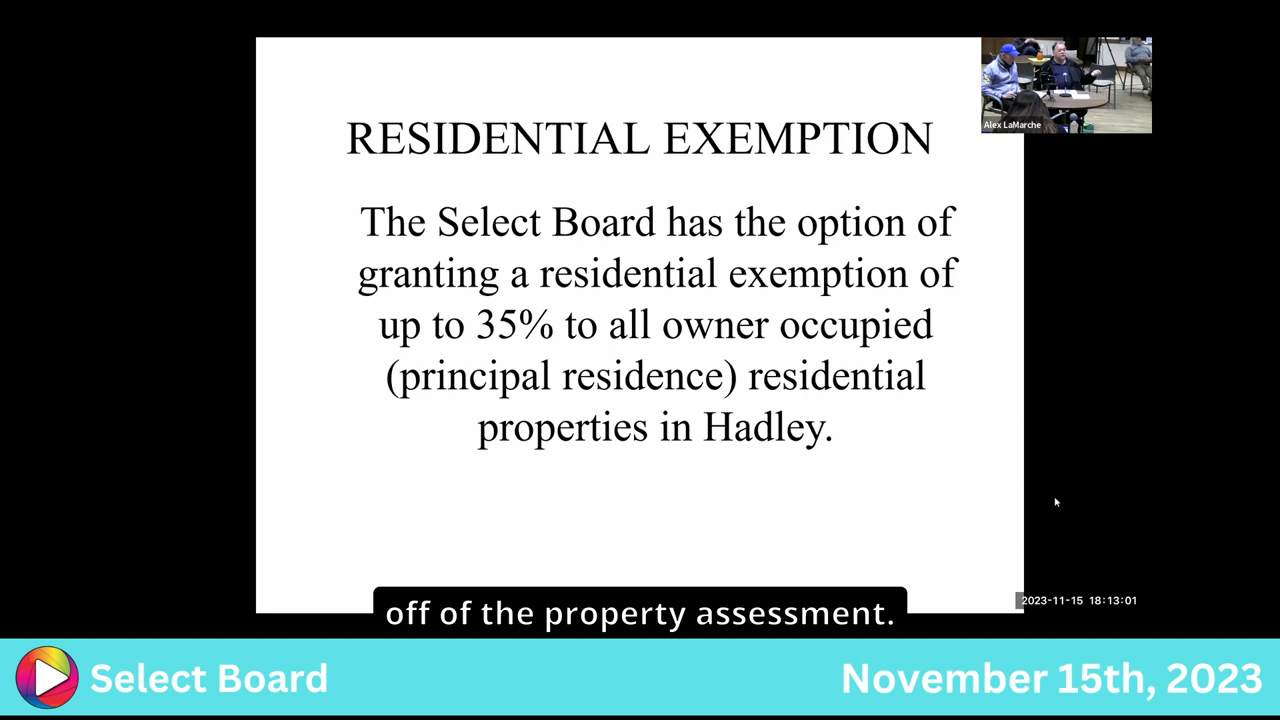 RESIDENTIAL EXEMPTION
The Select Board has the option of
granting a residential exemption of
up to 35% to all owner occupied
(principal residence) residential
properties in Hadley.
Alex LaMarche
2023-11-15 18:13:01
off of the property assessment.
Select Board
November 15th, 2023